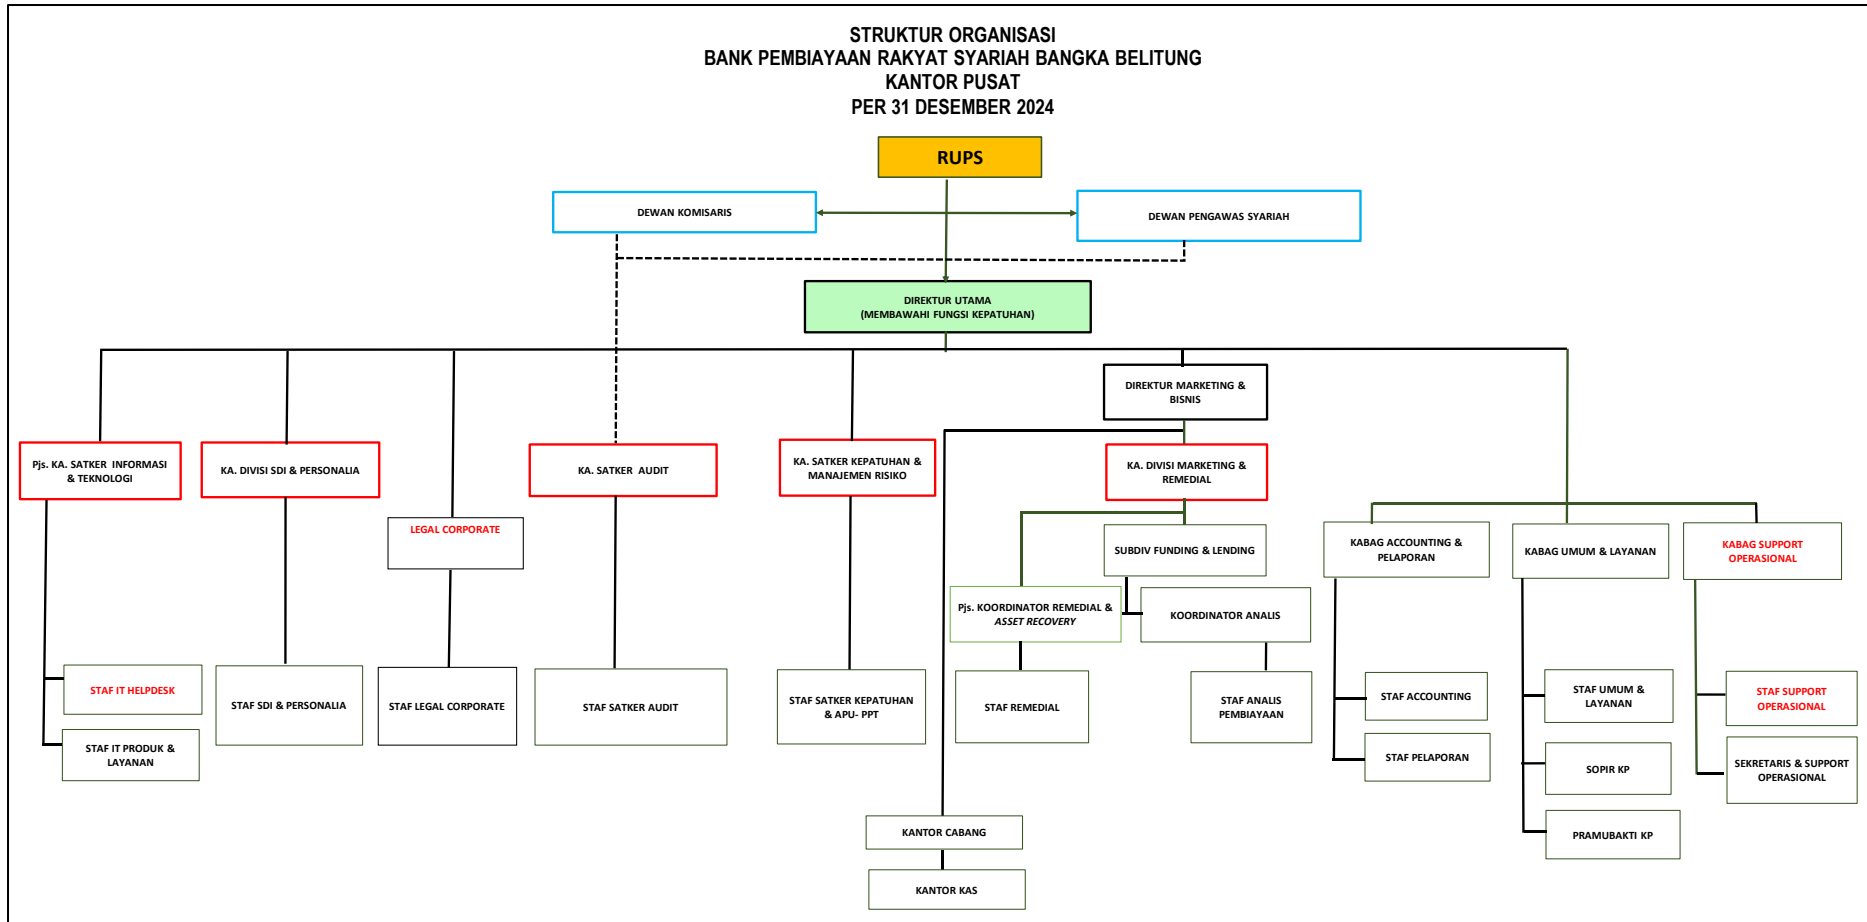 STRUKTUR ORGANISASI
BANK PEMBIAYAAN RAKYAT SYARIAH BANGKA BELITUNG
KANTOR PUSAT
PER 31 DESEMBER 2024
RUPS
DEWAN KOMISARIS
DEWAN PENGAWAS SYARIAH
DIREKTUR UTAMA
(MEMBAWAHI FUNGSI KEPATUHAN)
DIREKTUR MARKETING &
BISNIS
Pjs. KA. SATKER INFORMASI
& TEKNOLOGI
KA. DIVISI SDI & PERSONALIA
KA. SATKER AUDIT
KA. SATKER KEPATUHAN &
MANAJEMEN RISIKO
KA. DIVISI MARKETING &
REMEDIAL
LEGAL CORPORATE
SUBDIV FUNDING & LENDING
KABAG ACCOUNTING &
PELAPORAN
KABAG UMUM & LAYANAN
KABAG SUPPORT
OPERASIONAL
Pjs. KOORDINATOR REMEDIAL &
ASSET RECOVERY
KOORDINATOR ANALIS
STAF IT HELPDESK
STAF SDI & PERSONALIA
STAF LEGAL CORPORATE
STAF SATKER AUDIT
STAF SATKER KEPATUHAN
& APU- PPT
STAF REMEDIAL
STAF ANALIS
PEMBIAYAAN
STAF ACCOUNTING
STAF UMUM &
LAYANAN
STAF SUPPORT
OPERASIONAL
STAF IT PRODUK &
LAYANAN
STAF PELAPORAN
SOPIR KP
SEKRETARIS & SUPPORT
OPERASIONAL
KANTOR CABANG
PRAMUBAKTI KP
KANTOR KAS